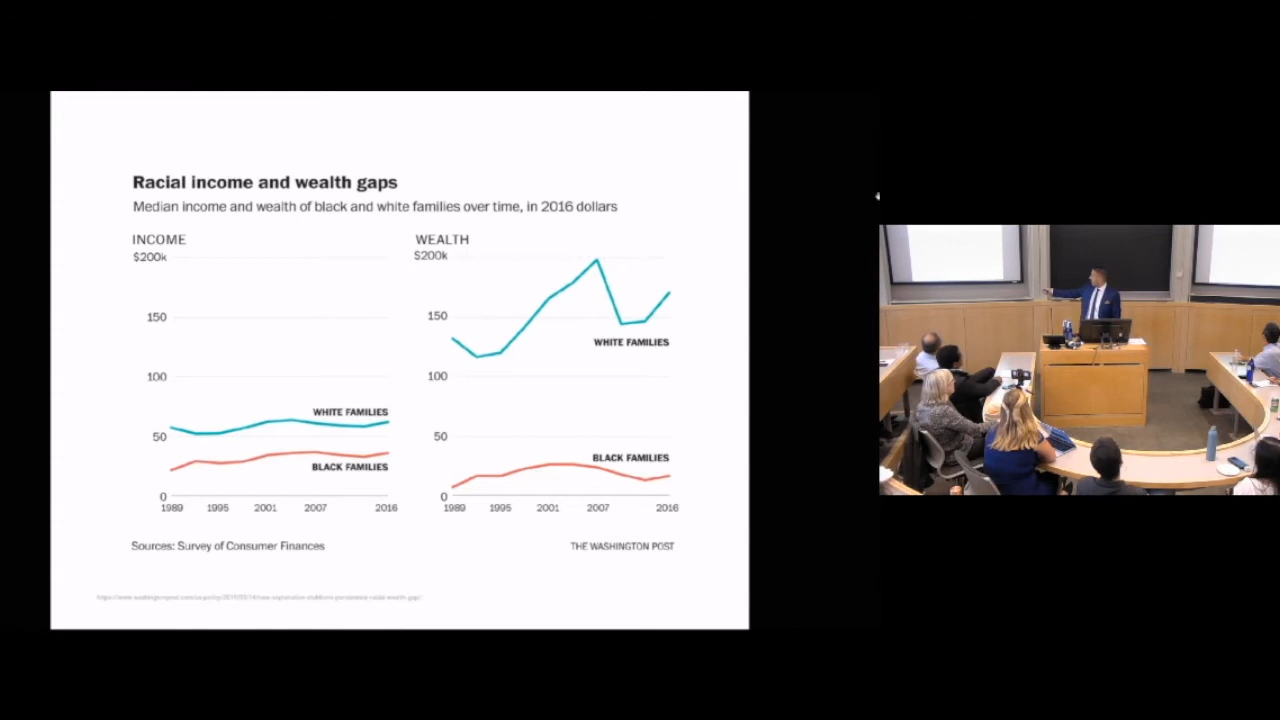 Racial income and wealth gaps
Median income and wealth of black and white families over time, in 2016 dollars
INCOME
$200k
150
100
50
0
WHITE FAMILIES
BLACK FAMILIES
1989 1995 2001 2007 2016
WEALTH
$200k
150
100
50
0
WHITE FAMILIES
BLACK FAMILIES
1989 1995 2001 2007 2016
Sources: Survey of Consumer Finances
THE WASHINGTON POST